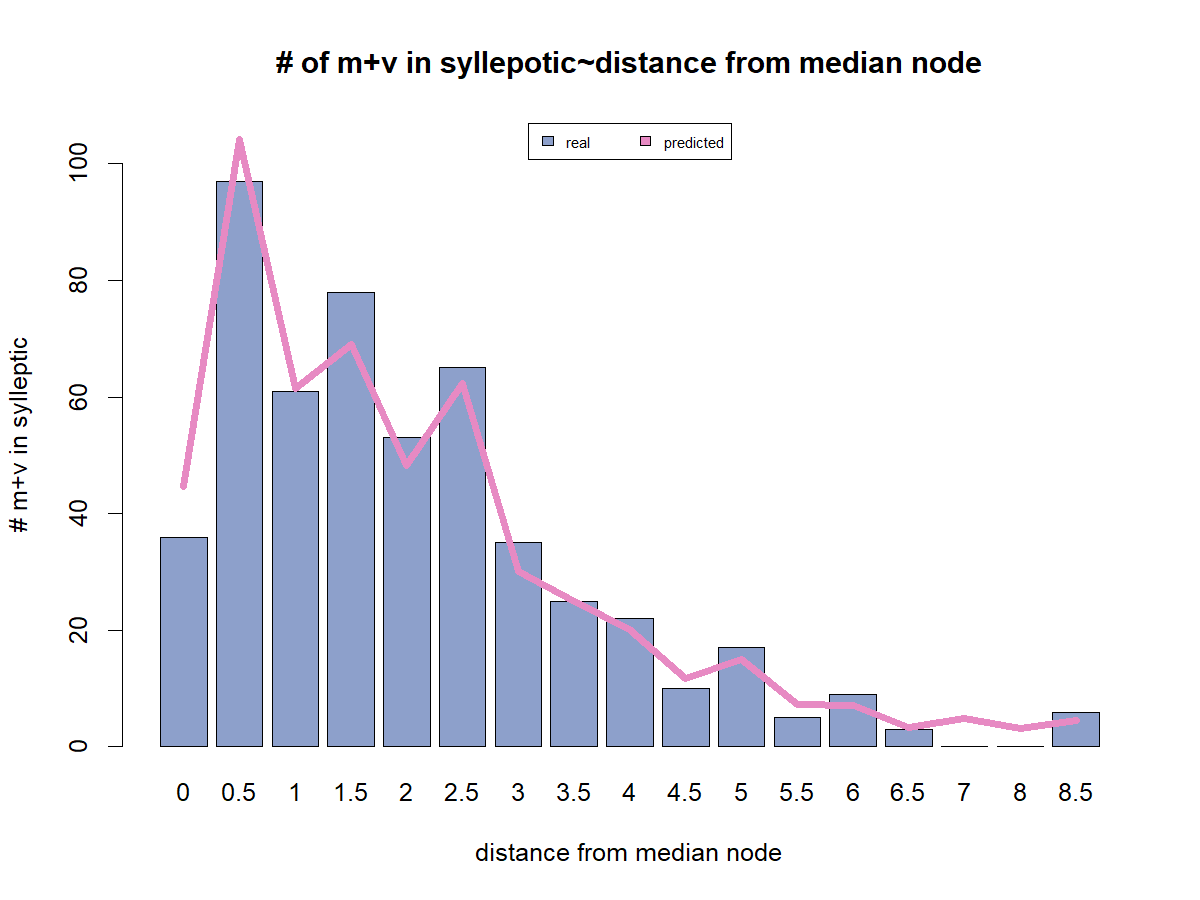 # of m+v in syllepotic~distance from median node
real predicted
# m+v in sylleptic
100
80
60
40
20
0
0 0.5 1 1.5 2 2.5 3 3.5 4 4.5 5 5.5 6 6.5 7 8 8.5
distance from median node